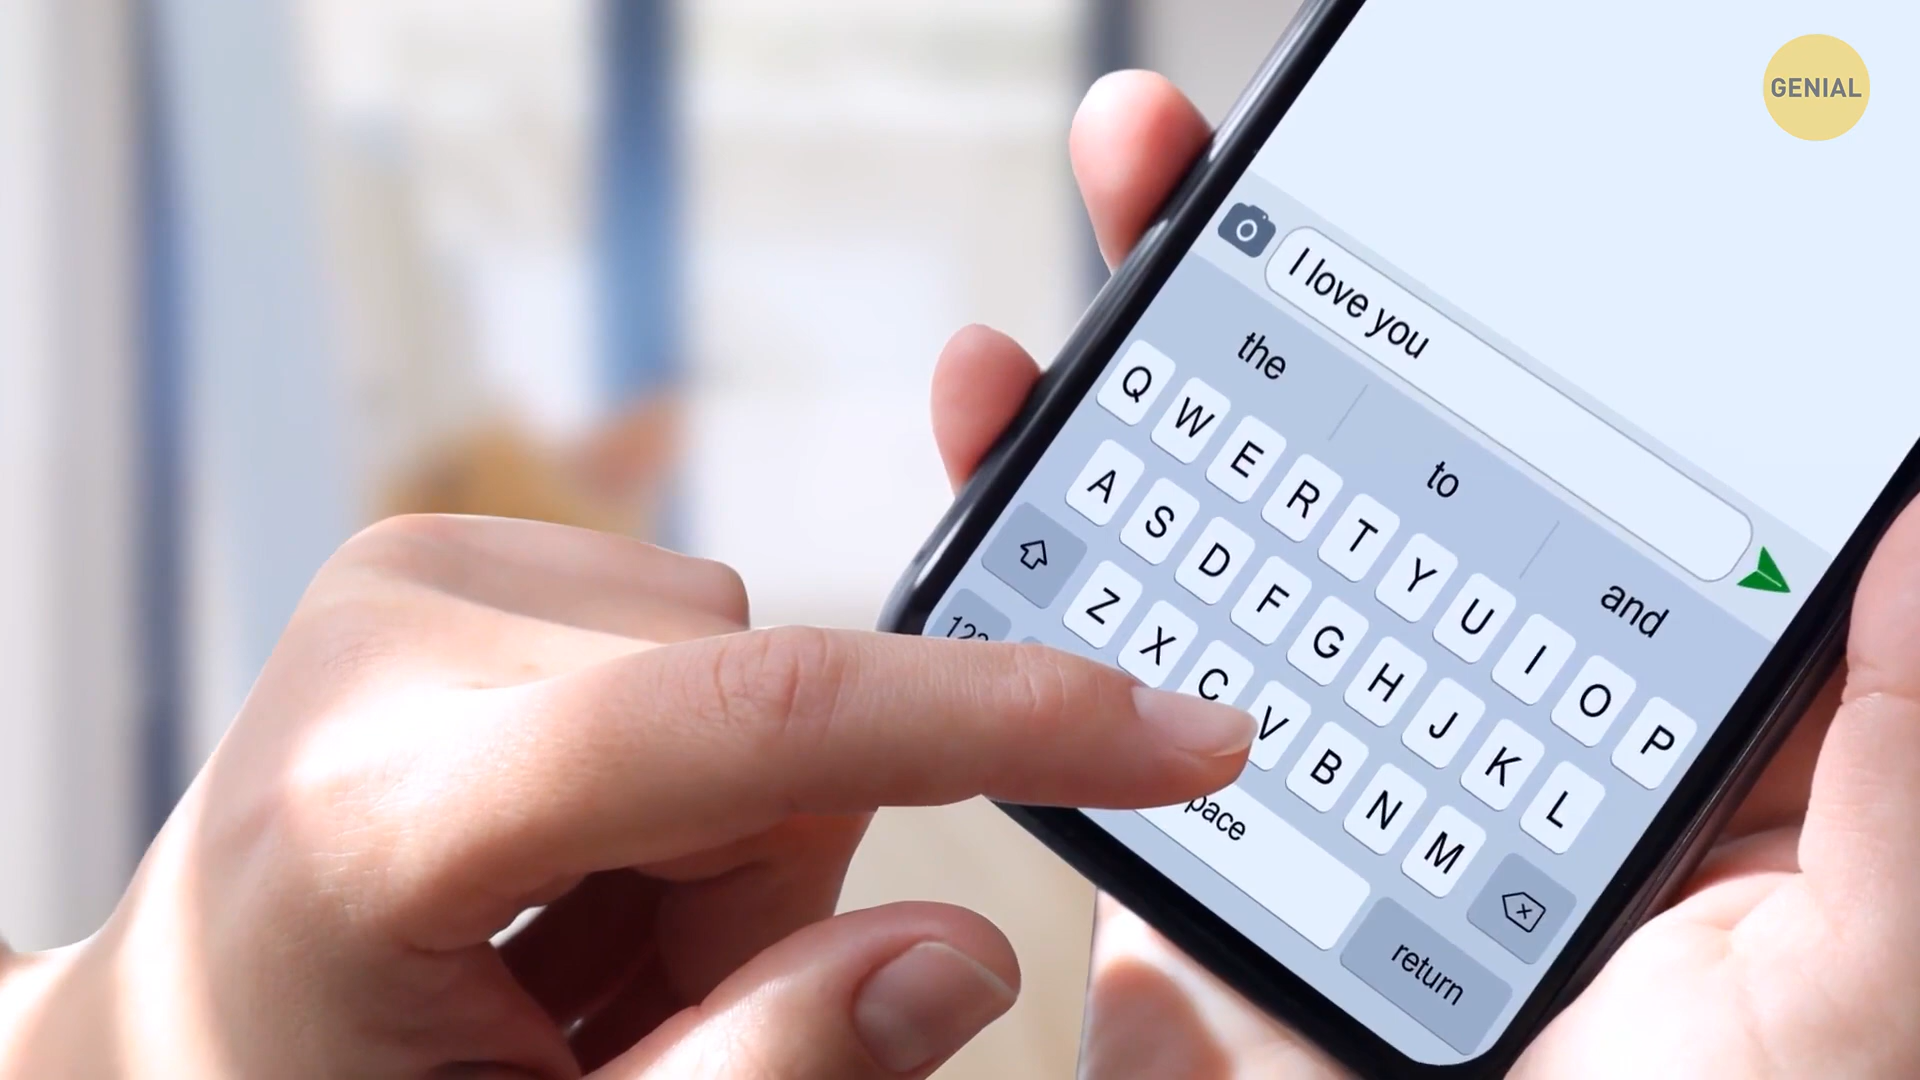 GENIAL
I love you
the to and
Q W E R T Y U I O P
A S D F G H J K L
Z X C V B N M
pace
return